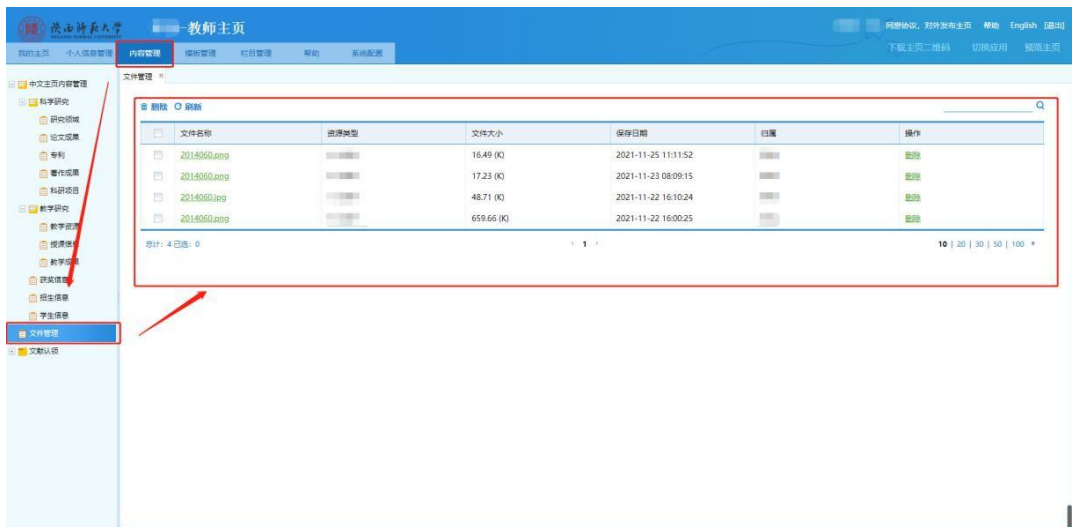 陕西师范大学
-教师主页
同意协议，对外发布主页 帮助 English [退出]
我的主页 个人信息管理 内容管理 模板管理 栏目管理 帮助 系统配置
下载主页二维码 切换应用 预览主页
文件管理
中文主页内容管理
科学研究
研究领域
论文成果
专利
著作成果
科研项目
教学研究
教学资源
授课信息
教学成果
获奖信息
招生信息
学生信息
文件管理
文献认领
删除 刷新
文件名称 资源类型 文件大小 保存日期 归属 操作
2014060.png 16.49 (K) 2021-11-25 11:11:52 删除
2014060.png 17.23 (K) 2021-11-23 08:09:15 删除
2014060.jpg 48.71 (K) 2021-11-22 16:10:24 删除
2014060.png 659.66 (K) 2021-11-22 16:00:25 删除
总计: 4 已选: 0 1 10 | 20 | 30 | 50 | 100